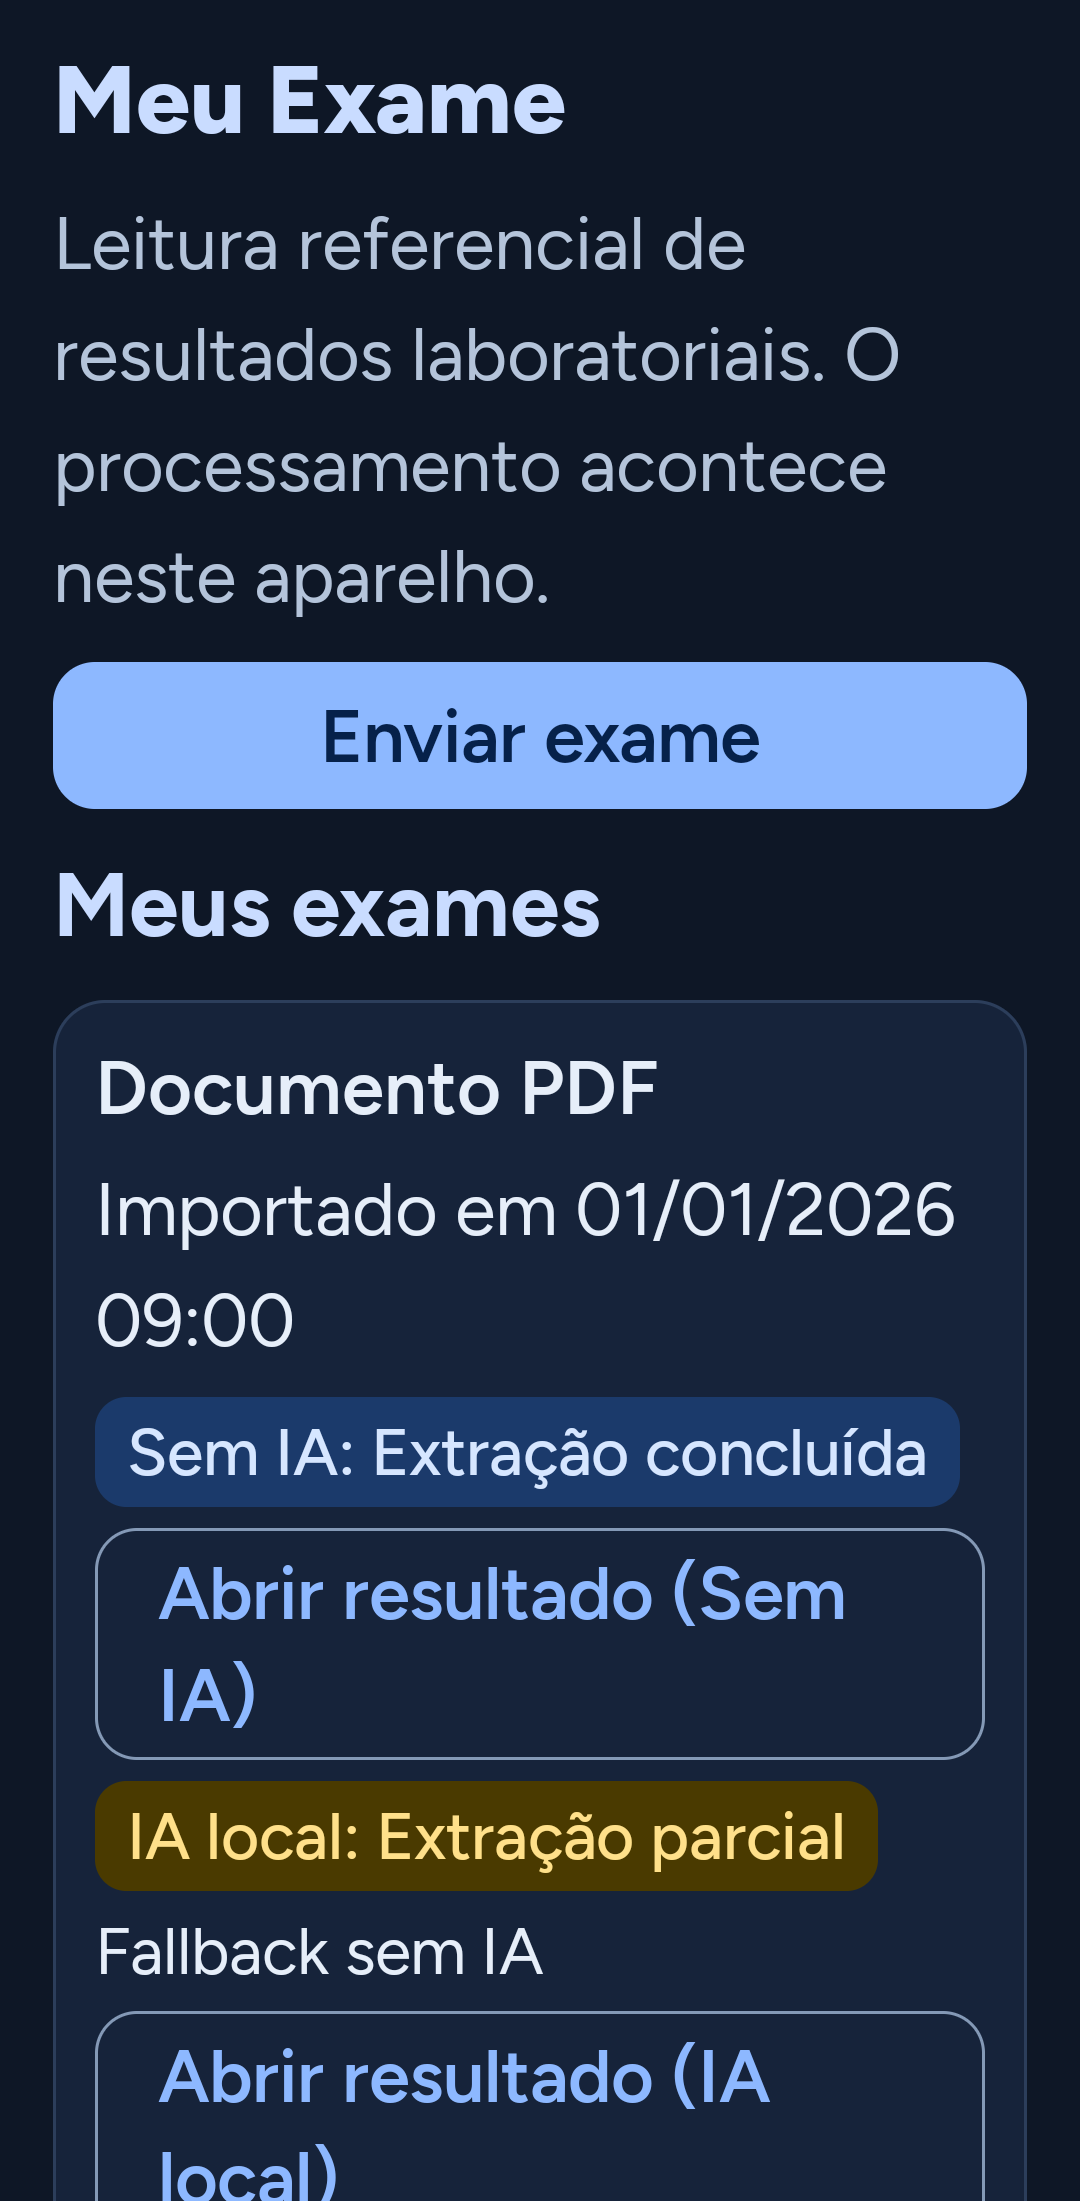 Meu Exame
Leitura referencial de
resultados laboratoriais. O
processamento acontece
neste aparelho.
Enviar exame
Meus exames
Documento PDF
Importado em 01/01/2026
09:00
Sem IA: Extração concluída
Abrir resultado (Sem
IA)
IA local: Extração parcial
Fallback sem IA
Abrir resultado (IA
local)